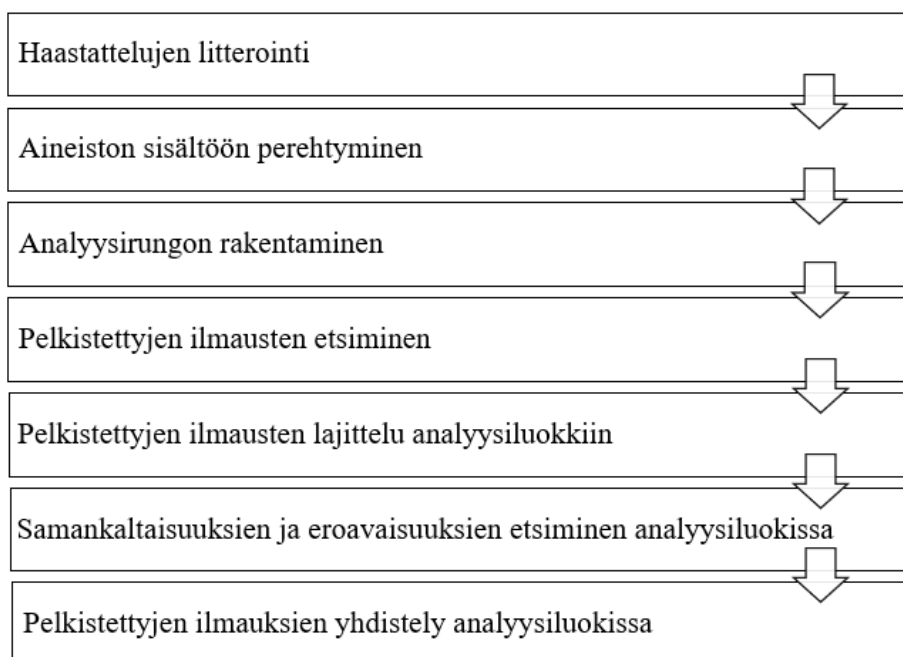 Haastattelujen litterointi
Aineiston sisältöön perehtyminen
Analyysirungon rakentaminen
Pelkistettyjen ilmausten etsiminen
Pelkistettyjen ilmausten lajittelu analyysiluokkiin
Samankaltaisuuksien ja eroavaisuuksien etsiminen analyysiluokissa
Pelkistettyjen ilmauksien yhdistely analyysiluokissa